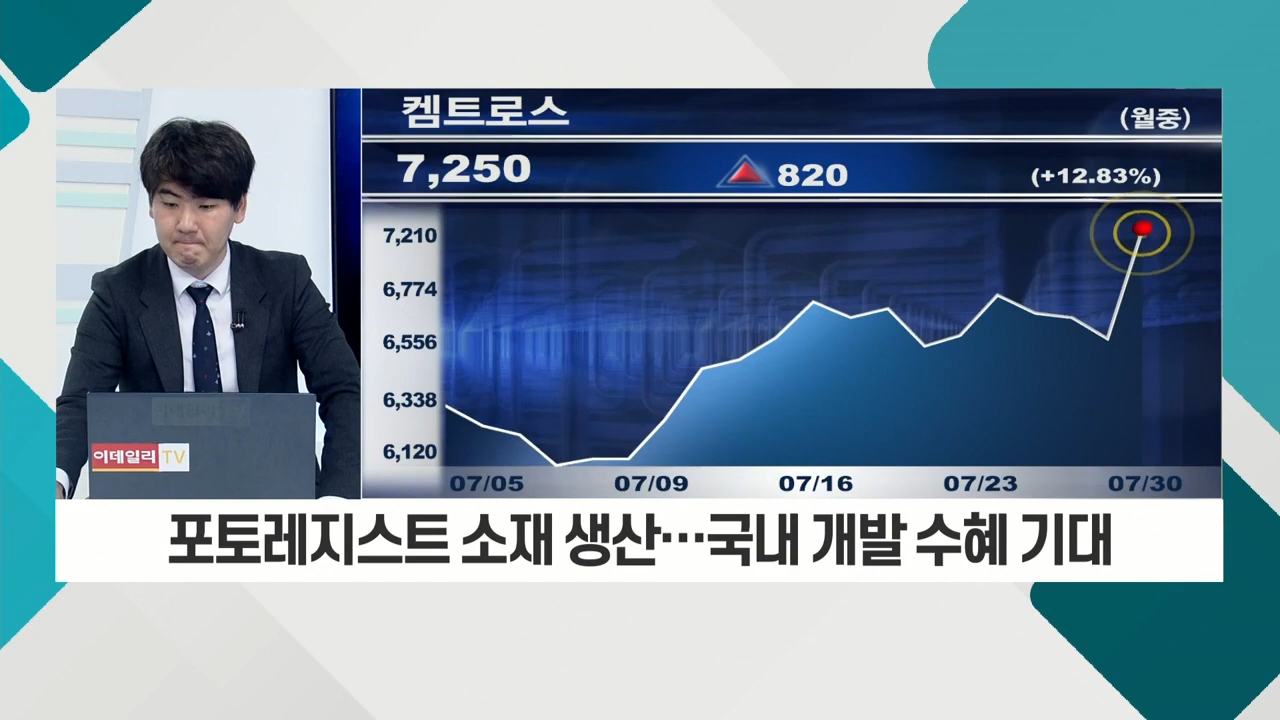 켐트로스
(월중)
7,250
820
(+12.83%)
7,210
6,774
6,556
6,338
6,120
07/05 07/09 07/16 07/23 07/30
이데일리 TV
포토레지스트 소재 생산…국내 개발 수혜 기대